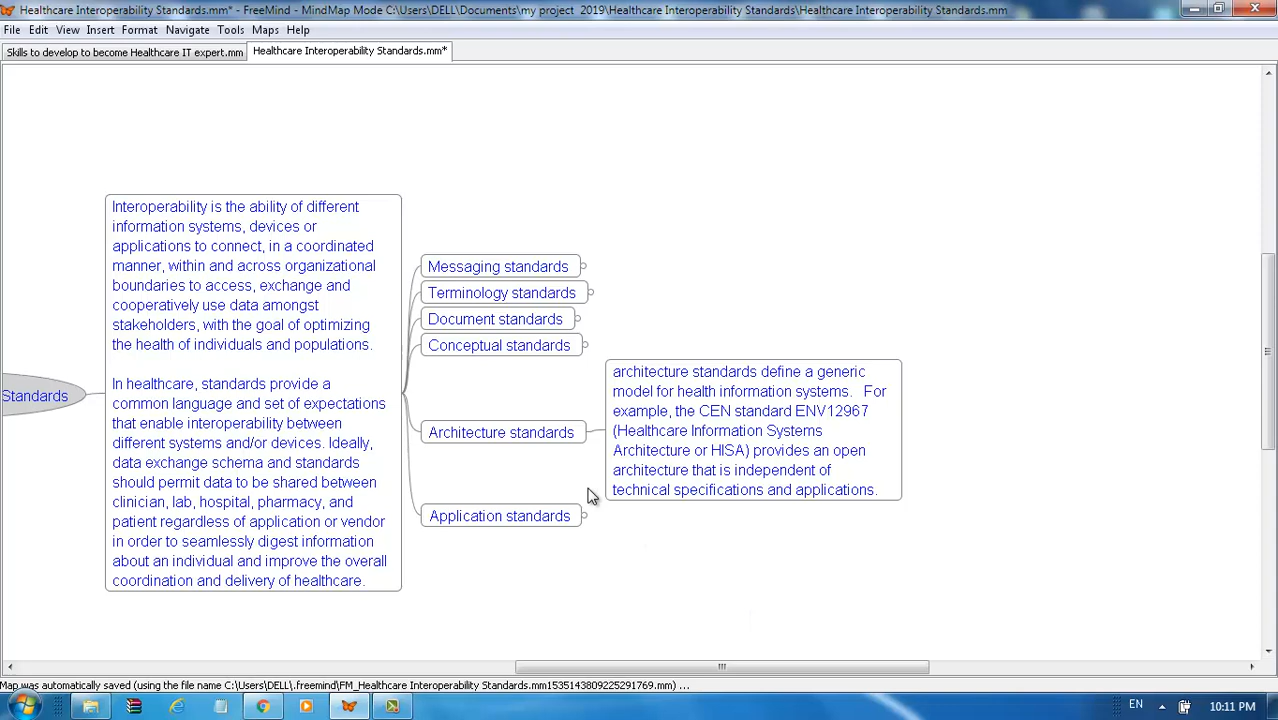 Healthcare Interoperability Standards.mm* - FreeMind - MindMap Mode C:\Users\DELL\Documents\my project  2019\Healthcare Interoperability Standards\Healthcare Interoperability Standards.mm
File Edit View Insert Format Navigate Tools Maps Help
Skills to develop to become Healthcare IT expert.mm Healthcare Interoperability Standards.mm*
Standards
Interoperability is the ability of different
information systems, devices or
applications to connect, in a coordinated
manner, within and across organizational
boundaries to access, exchange and
cooperatively use data amongst
stakeholders, with the goal of optimizing
the health of individuals and populations.
In healthcare, standards provide a
common language and set of expectations
that enable interoperability between
different systems and/or devices. Ideally,
data exchange schema and standards
should permit data to be shared between
clinician, lab, hospital, pharmacy, and
patient regardless of application or vendor
in order to seamlessly digest information
about an individual and improve the overall
coordination and delivery of healthcare.
Messaging standards
Terminology standards
Document standards
Conceptual standards
Architecture standards
architecture standards define a generic
model for health information systems.   For
example, the CEN standard ENV12967
(Healthcare Information Systems
Architecture or HISA) provides an open
architecture that is independent of
technical specifications and applications.
Application standards
Map was automatically saved (using the file name C:\Users\DELL\.freemind\FM_Healthcare Interoperability Standards.mm1535143809225291769.mm) ...
EN 10:11 PM